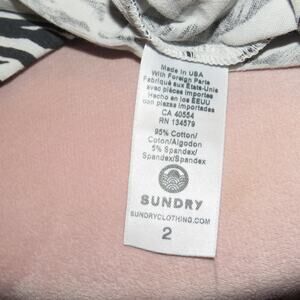 Made in USA
With Foreign Parts
Fabriqué aux États-Unis
avec pièces importées
Hecho en los EEUU
con piezas importadas
CA 40554
RN 134579
95% Cotton/
Coton/Algodon
5% Spandex/
Spandex/Spandex
SUNDRY
SUNDRYCLOTHING.COM
2